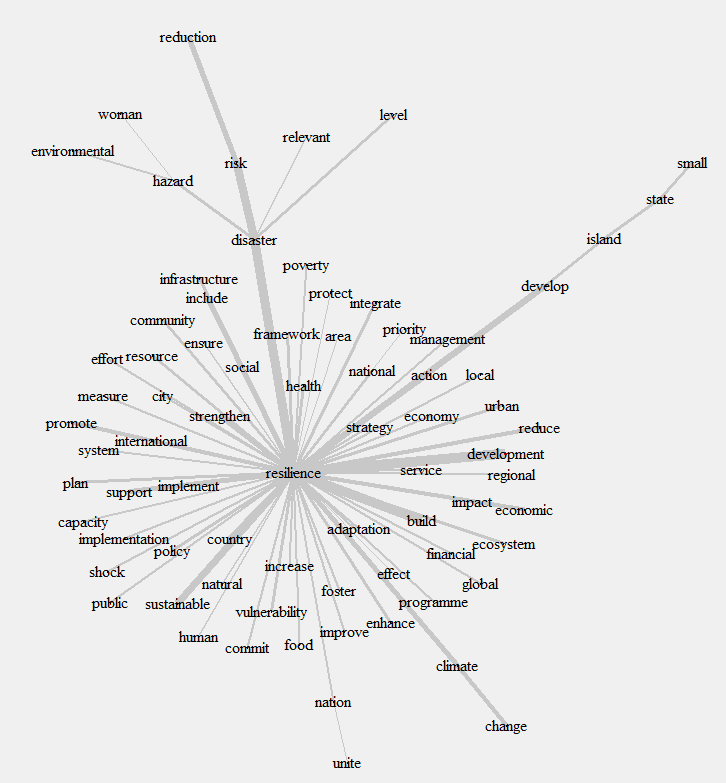 reduction
woman
level
relevant
environmental
risk
small
hazard
state
disaster
island
poverty
infrastructure
develop
protect
include
integrate
community
priority
framework
area
management
ensure
effort
resource
social
national
action
local
health
measure
city
urban
strengthen
economy
promote
strategy
reduce
international
system
development
resilience
service
regional
plan
support
implement
impact
economic
capacity
build
adaptation
implementation
country
policy
ecosystem
financial
increase
shock
effect
natural
global
foster
public
sustainable
programme
vulnerability
enhance
improve
human
commit
food
climate
nation
change
unite